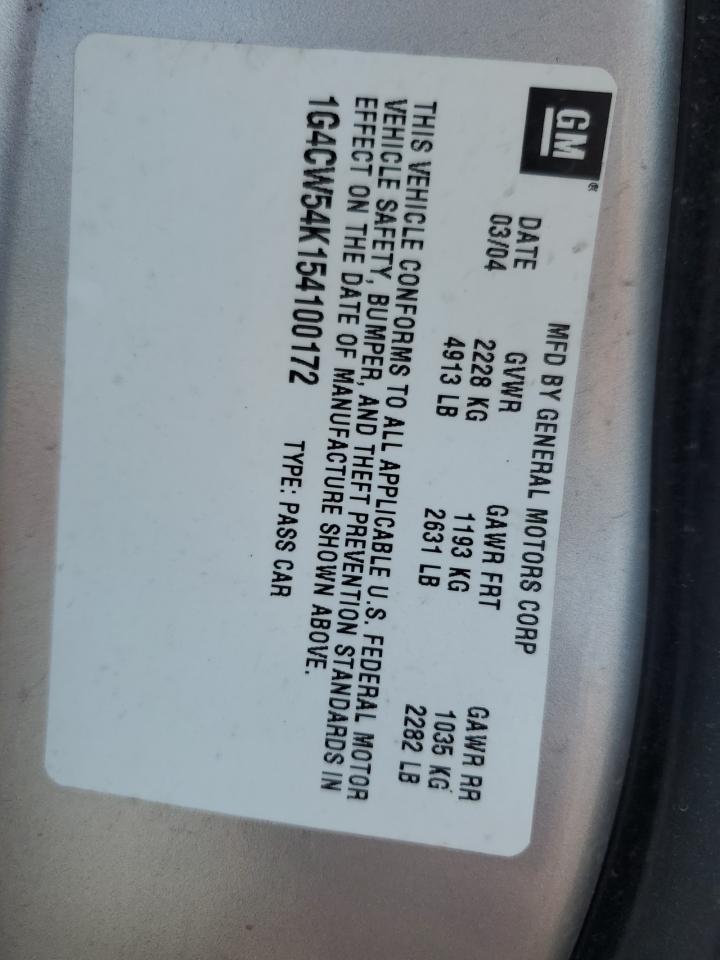 GM®
MFD BY GENERAL MOTORS CORP
DATE GVWR GAWR FRT GAWR RR
03/04 2228 KG 1193 KG 1035 KG
4913 LB 2631 LB 2282 LB
THIS VEHICLE CONFORMS TO ALL APPLICABLE U.S. FEDERAL MOTOR
VEHICLE SAFETY, BUMPER, AND THEFT PREVENTION STANDARDS IN
EFFECT ON THE DATE OF MANUFACTURE SHOWN ABOVE.
1G4CW54K154100172 TYPE: PASS CAR